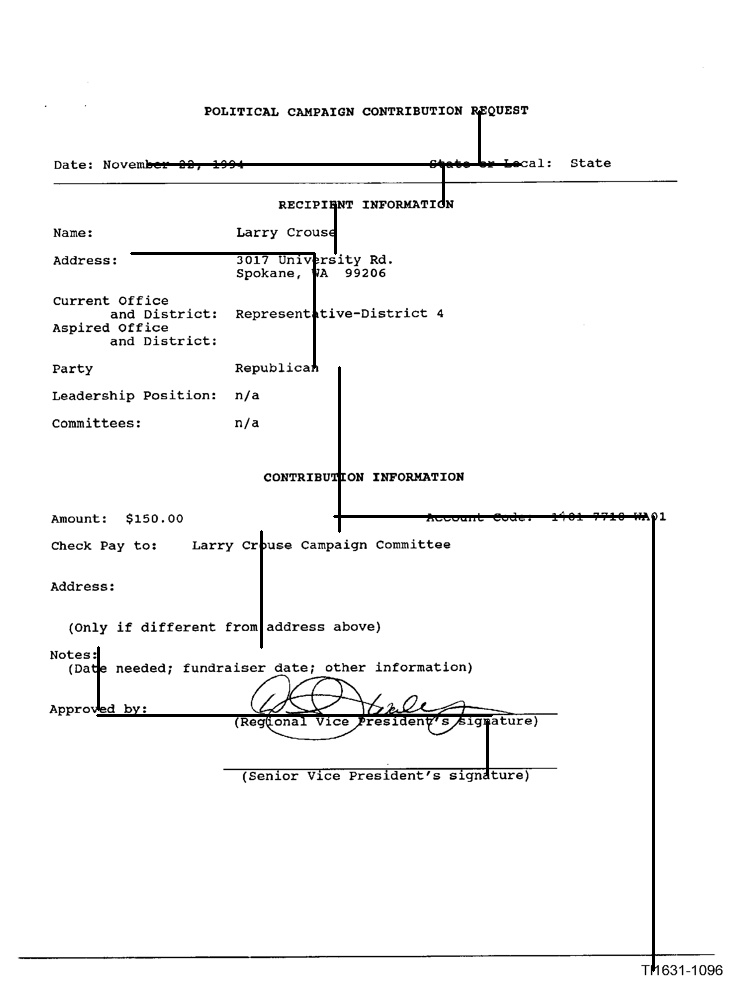 POLITICAL CAMPAIGN CONTRIBUTION REQUEST
Date: November 22, 1994 State or Local: State
RECIPIENT INFORMATION
Name: Larry Crouse
Address: 3017 University Rd.
Spokane, WA 99206
Current Office
and District: Representative-District 4
Aspired Office
and District:
Party Republican
Leadership Position: n/a
Committees: n/a
CONTRIBUTION INFORMATION
Amount: $150.00 Account Code: 1401-7710-WA01
Check Pay to: Larry Crouse Campaign Committee
Address:
(Only if different from address above)
Notes:
(Date needed; fundraiser date; other information)
Approved by:
(Regional Vice President's signature)
(Senior Vice President's signature)
1631-1096